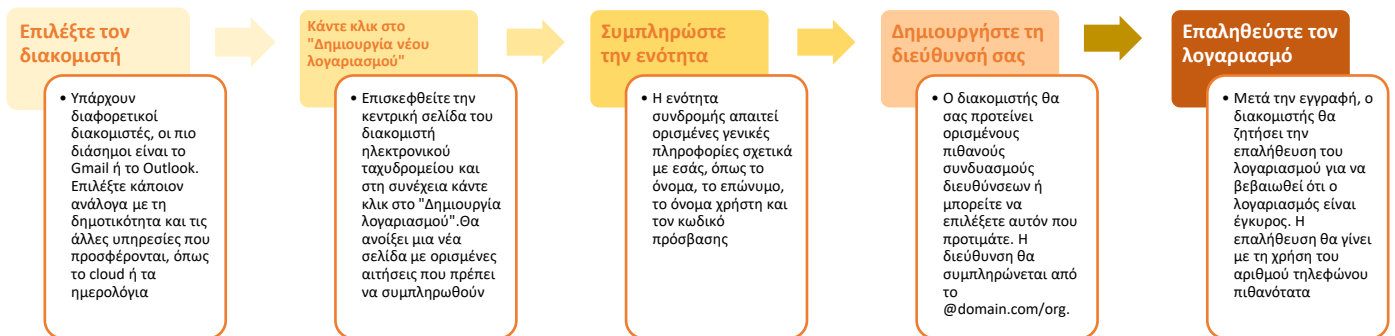 Επιλέξτε τον
διακομιστή
• Υπάρχουν
διαφορετικοί
διακομιστές, οι πιο
διάσημοι είναι το
Gmail ή το Outlook.
Επιλέξτε κάποιον
ανάλογα με τη
δημοτικότητα και τις
άλλες υπηρεσίες που
προσφέρονται, όπως
το cloud ή τα
ημερολόγια
Κάντε κλικ στο
"Δημιουργία νέου
λογαριασμού"
• Επισκεφθείτε την
κεντρική σελίδα του
διακομιστή
ηλεκτρονικού
ταχυδρομείου και
στη συνέχεια κάντε
κλικ στο "Δημιουργία
λογαριασμού".Θα
ανοίξει μια νέα
σελίδα με ορισμένες
αιτήσεις που πρέπει
να συμπληρωθούν
Συμπληρώστε
την ενότητα
• Η ενότητα
συνδρομής απαιτεί
ορισμένες γενικές
πληροφορίες σχετικά
με εσάς, όπως το
όνομα, το επώνυμο,
το όνομα χρήστη και
τον κωδικό
πρόσβασης
Δημιουργήστε τη
διεύθυνσή σας
• Ο διακομιστής θα
σας προτείνει
ορισμένους
πιθανούς
συνδυασμούς
διευθύνσεων ή
μπορείτε να
επιλέξετε αυτόν που
προτιμάτε. Η
διεύθυνση θα
συμπληρώνεται από
το
@domain.com/org.
Επαληθεύστε τον
λογαριασμό
• Μετά την εγγραφή, ο
διακομιστής θα
ζητήσει την
επαλήθευση του
λογαριασμού για να
βεβαιωθεί ότι ο
λογαριασμός είναι
έγκυρος. Η
επαλήθευση θα γίνει
με τη χρήση του
αριθμού τηλεφώνου
πιθανότατα